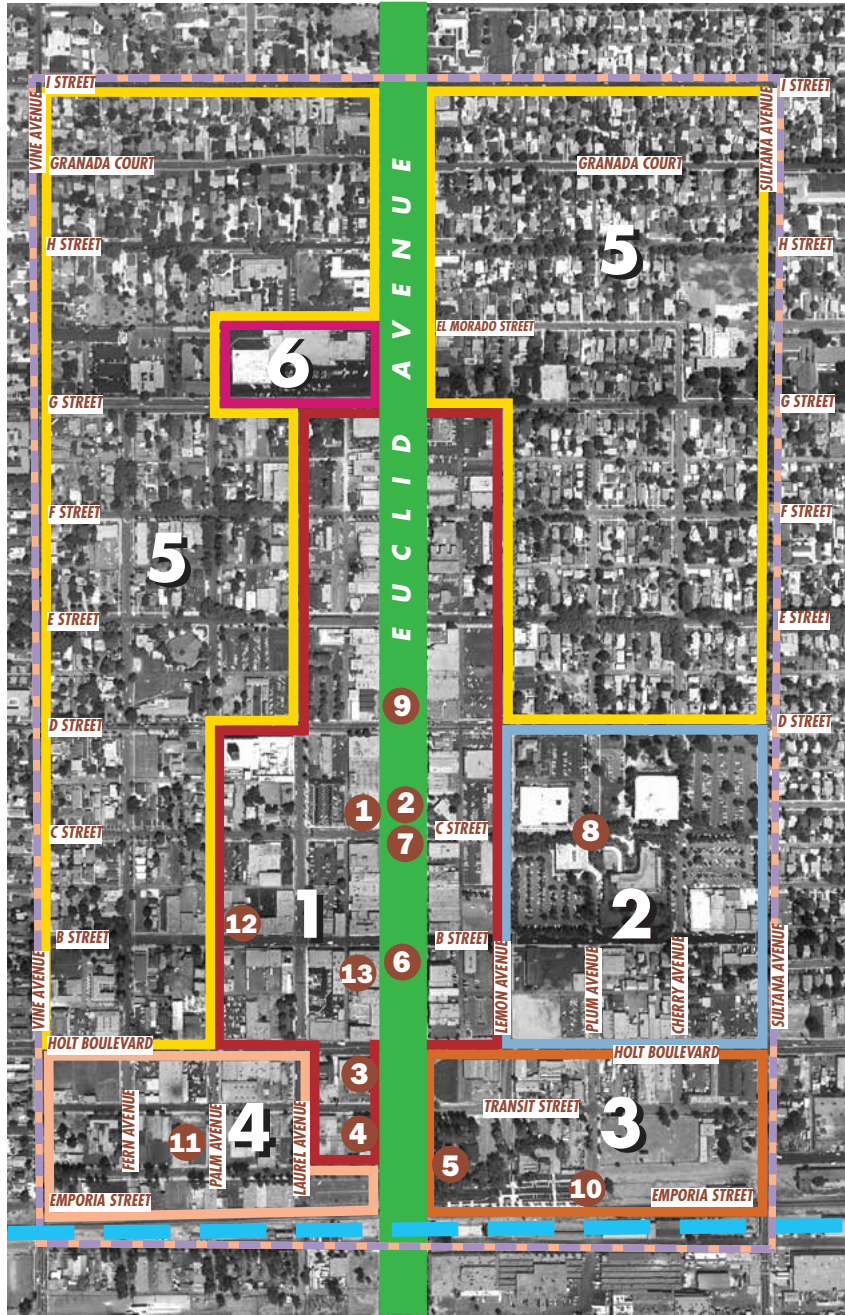 I STREET
I STREET
VINE AVENUE
SULTANA AVENUE
GRANADA COURT
GRANADA COURT
H STREET
H STREET
5
EL MORADO STREET
6
EUCLID AVENUE
G STREET
G STREET
F STREET
F STREET
5
E STREET
E STREET
9
D STREET
D STREET
1
2
C STREET
C STREET
7
8
12
1
2
B STREET
B STREET
6
13
VINE AVENUE
LEMON AVENUE
PLUM AVENUE
CHERRY AVENUE
SULTANA AVENUE
HOLT BOULEVARD
HOLT BOULEVARD
3
TRANSIT STREET
FERN AVENUE
11
PALM AVENUE
4
LAUREL AVENUE
4
3
5
10
EMPORIA STREET
EMPORIA STREET